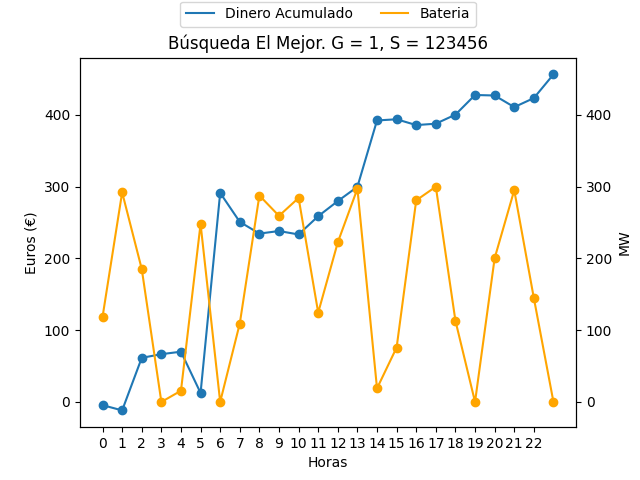 Dinero Acumulado Bateria
Búsqueda El Mejor. G = 1, S = 123456
Euros (€)
400
300
200
100
0
400
300
200
100
0
MW
0 1 2 3 4 5 6 7 8 9 10 11 12 13 14 15 16 17 18 19 20 21 22
Horas